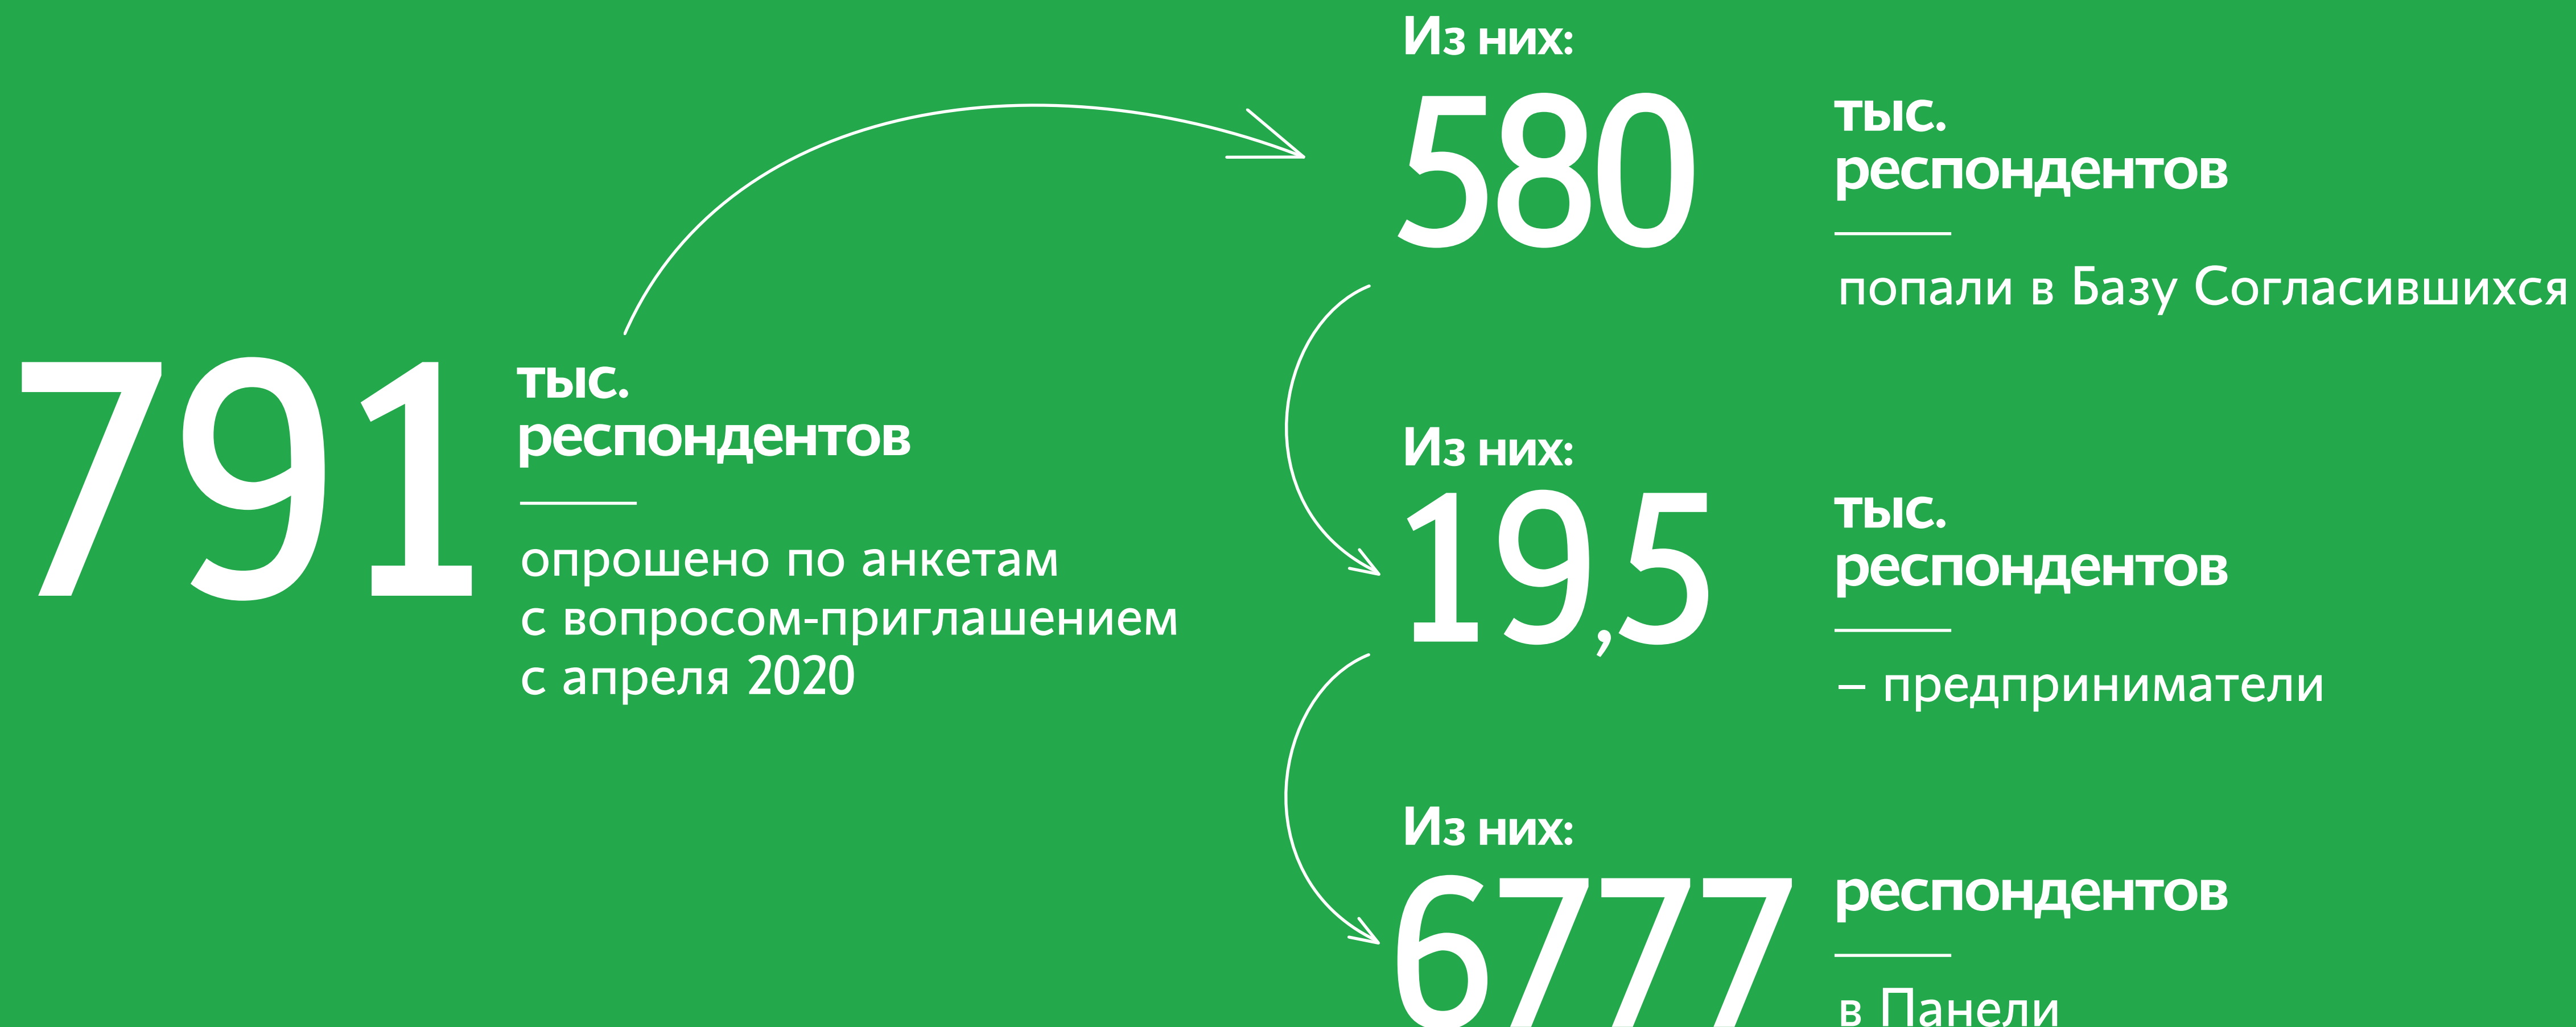 791
тыс.
респондентов
опрошено по анкетам
с вопросом-приглашением
с апреля 2020
Из них:
580
тыс.
респондентов
попали в Базу Согласившихся
Из них:
19,5
тыс.
респондентов
– предприниматели
Из них:
6777
респондентов
в Панели